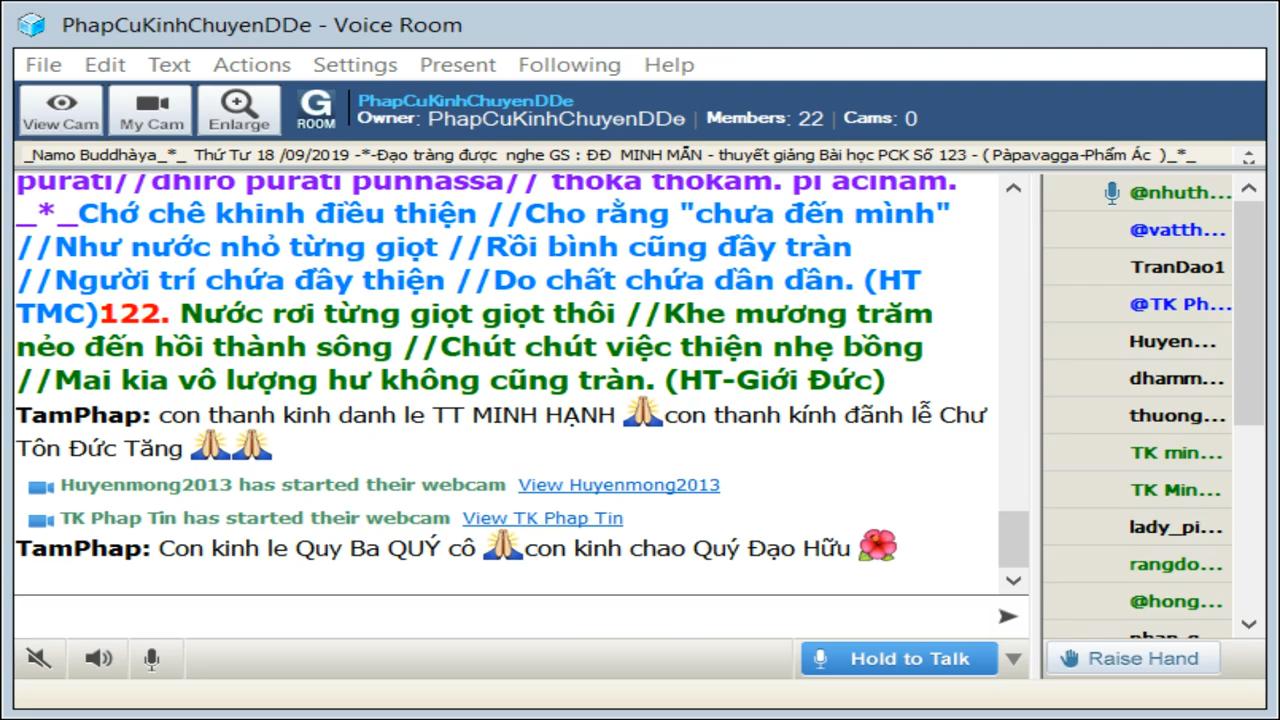 PhapCuKinhChuyenDDe - Voice Room
File Edit Text Actions Settings Present Following Help
View Cam My Cam Enlarge G ROOM
PhapCuKinhChuyenDDe
Owner: PhapCuKinhChuyenDDe | Members: 22 | Cams: 0
_Namo Buddhàya_*_ Thứ Tư 18 /09/2019 -*-Đạo tràng được nghe GS : ĐĐ MINH MẪN - thuyết giảng Bài học PCK Số 123 - ( Pàpavagga-Phẩm Ác )_*_
purati//dhiro purati punnassa// thoka thokam. pi acinam.
_*_Chớ chê khinh điều thiện //Cho rằng "chưa đến mình"
//Như nước nhỏ từng giọt //Rồi bình cũng đầy tràn
//Người trí chứa đầy thiện //Do chất chứa dần dần. (HT
TMC)122. Nước rơi từng giọt giọt thôi //Khe mương trăm
nẻo đến hồi thành sông //Chút chút việc thiện nhẹ bồng
//Mai kia vô lượng hư không cũng tràn. (HT-Giới Đức)
TamPhap: con thanh kinh danh le TT MINH HẠNH 🙏con thanh kính đãnh lễ Chư
Tôn Đức Tăng 🙏🙏
Huyenmong2013 has started their webcam View Huyenmong2013
TK Phap Tin has started their webcam View TK Phap Tin
TamPhap: Con kinh le Quy Ba QUÝ cô 🙏con kinh chao Quý Đạo Hữu 🌺
@nhuth...
@vatth...
TranDao1
@TK Ph...
Huyen...
dhamm...
thuong...
TK min...
TK Min...
lady_pi...
rangdo...
@hong...
Hold to Talk
Raise Hand